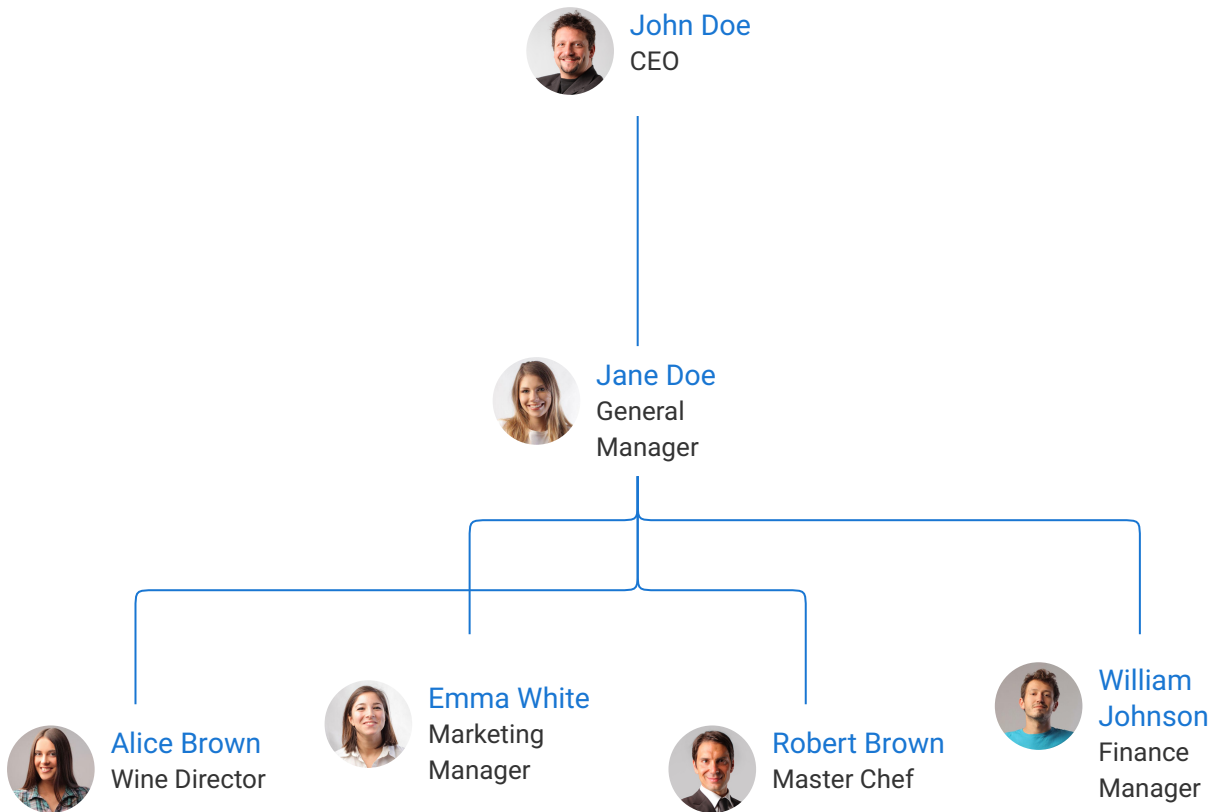 John Doe
CEO
Jane Doe
General
Manager
Alice Brown
Wine Director
Emma White
Marketing
Manager
Robert Brown
Master Chef
William
Johnson
Finance
Manager